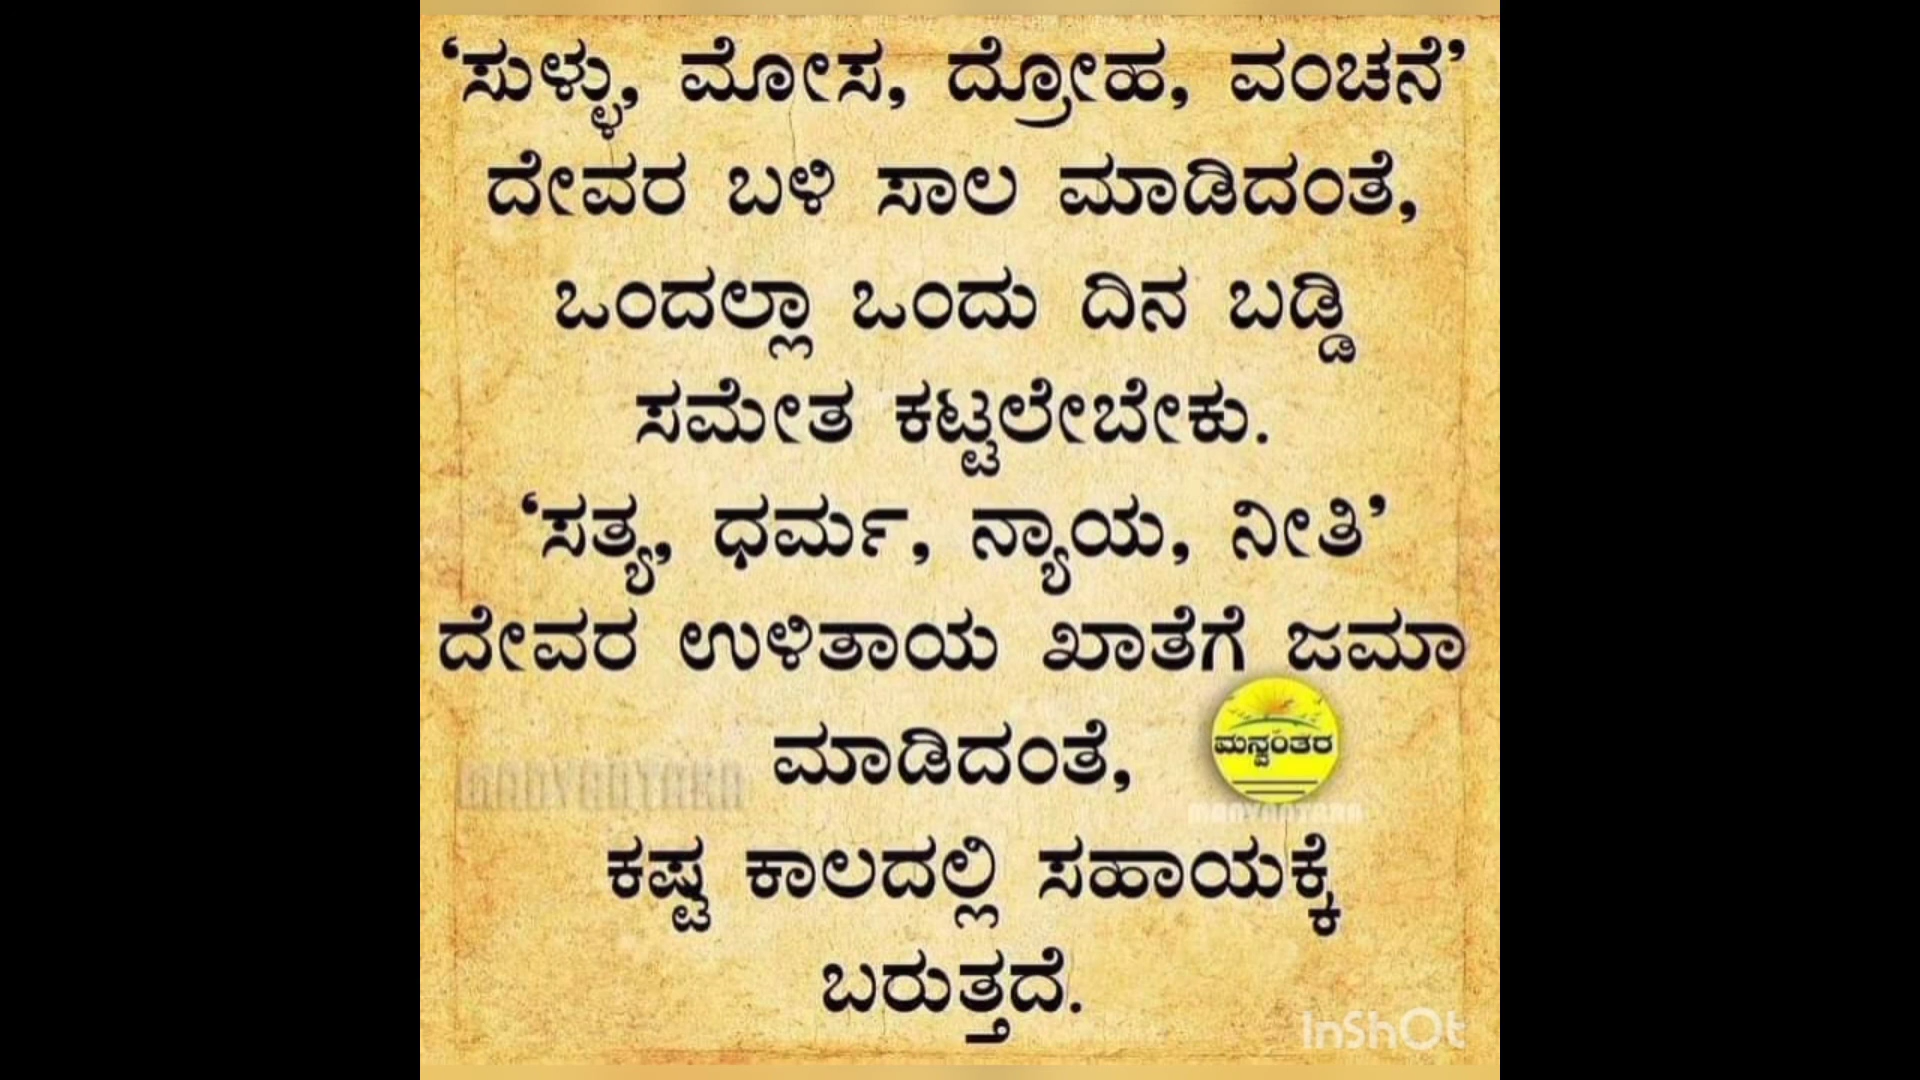 ‘ಸುಳ್ಳು, ಮೋಸ, ದ್ರೋಹ, ವಂಚನೆ’
ದೇವರ ಬಳಿ ಸಾಲ ಮಾಡಿದಂತೆ,
ಒಂದಲ್ಲಾ ಒಂದು ದಿನ ಬಡ್ಡಿ
ಸಮೇತ ಕಟ್ಟಲೇಬೇಕು.
‘ಸತ್ಯ, ಧರ್ಮ, ನ್ಯಾಯ, ನೀತಿ’
ದೇವರ ಉಳಿತಾಯ ಖಾತೆಗೆ ಜಮಾ
ಮಾಡಿದಂತೆ,
ಮನ್ವಂತರ
ಕಷ್ಟ ಕಾಲದಲ್ಲಿ ಸಹಾಯಕ್ಕೆ
ಬರುತ್ತದೆ.
InShOt